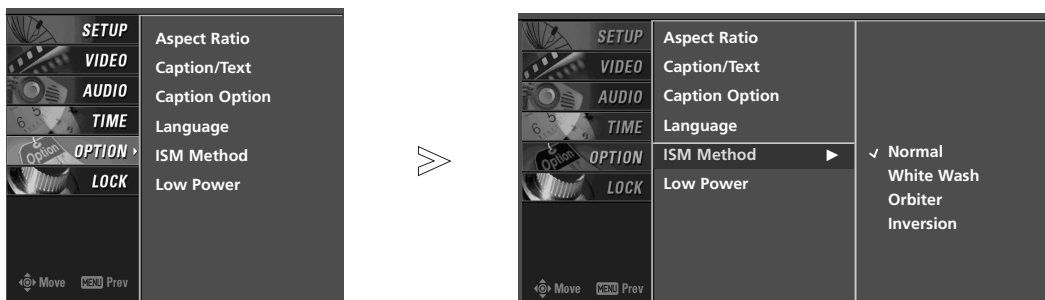 SETUP
VIDEO
AUDIO
TIME
OPTION
LOCK
Move MENU Prev
Aspect Ratio
Caption/Text
Caption Option
Language
ISM Method
Low Power
SETUP
VIDEO
AUDIO
TIME
OPTION
LOCK
Move MENU Prev
Aspect Ratio
Caption/Text
Caption Option
Language
ISM Method
Low Power
Normal
White Wash
Orbiter
Inversion